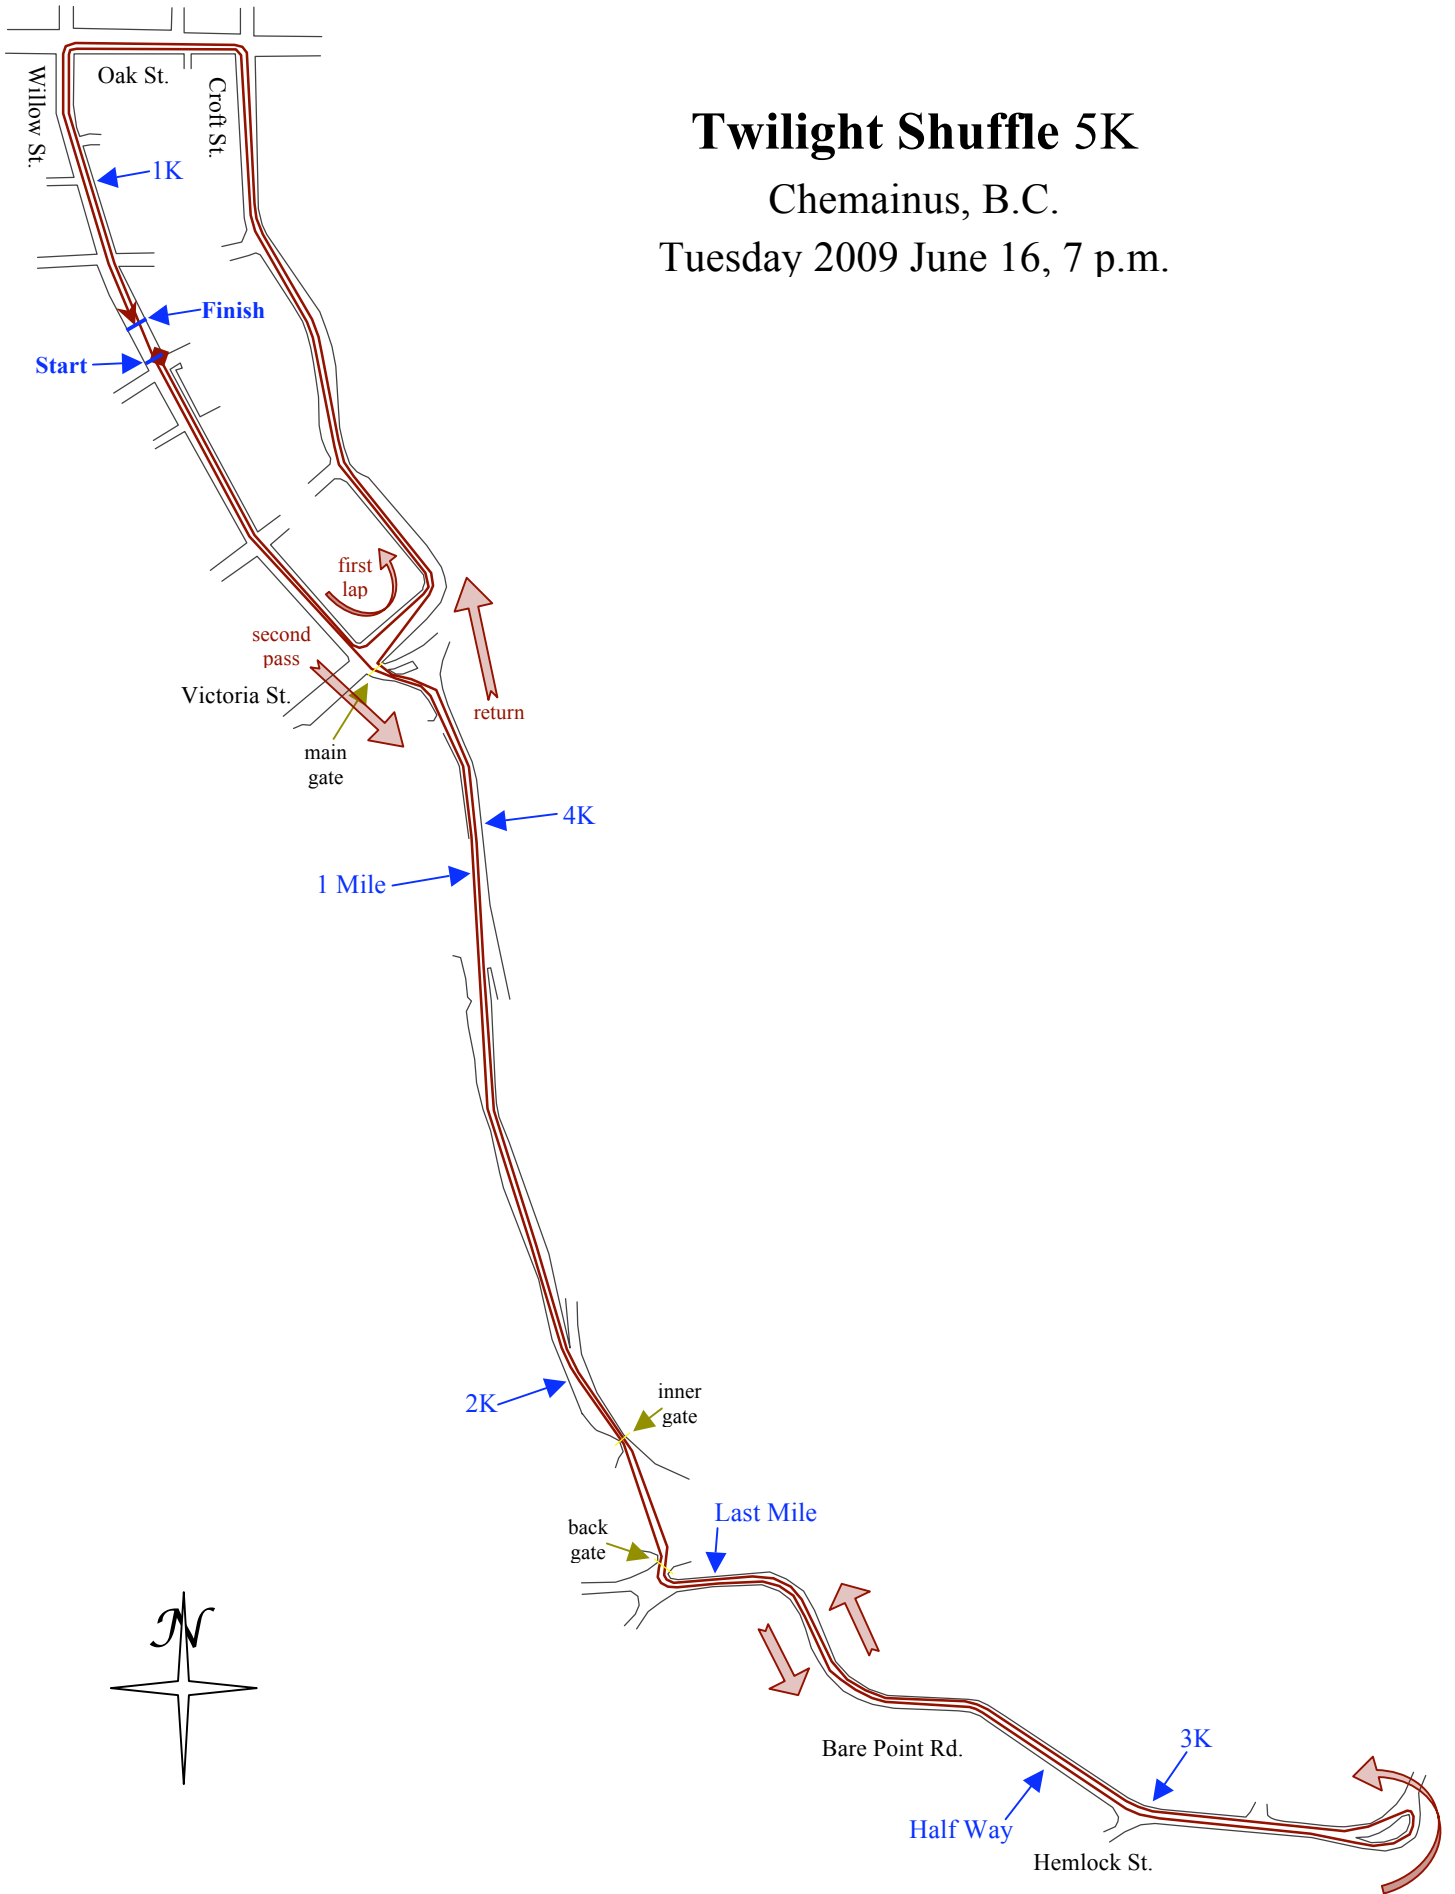 Twilight Shuffle 5K
Chemainus, B.C.
Tuesday 2009 June 16, 7 p.m.
Oak St.
Willow St.
Croft St.
1K
Finish
Start
first
lap
second
pass
Victoria St.
return
main
gate
4K
1 Mile
2K
inner
gate
Last Mile
back
gate
N
Bare Point Rd.
3K
Half Way
Hemlock St.